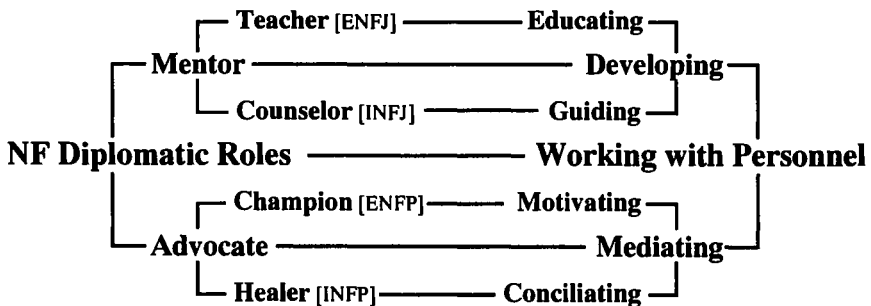 Teacher [ENFJ] Educating
Mentor Developing
Counselor [INFJ] Guiding
NF Diplomatic Roles Working with Personnel
Champion [ENFP] Motivating
Advocate Mediating
Healer [INFP] Conciliating